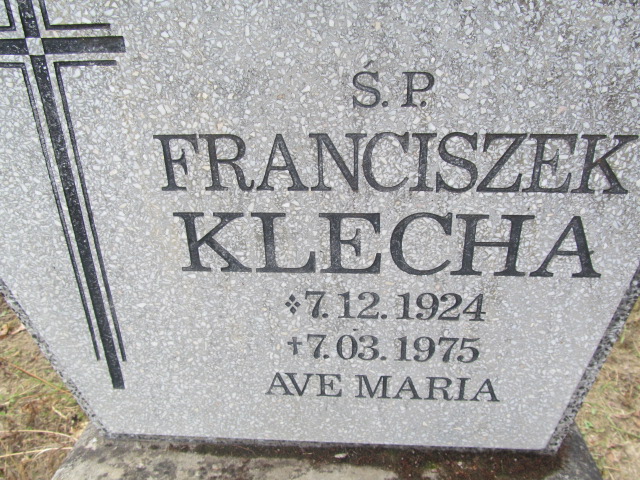 Ś.P.
FRANCISZEK
KLECHA
❖7.12.1924
†7.03.1975
AVE MARIA